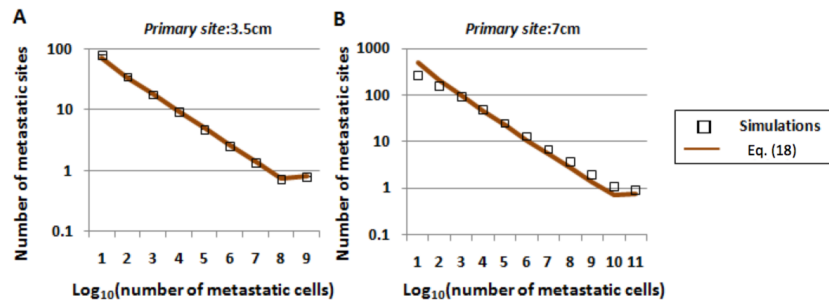 A
Primary site:3.5cm
Number of metastatic sites
100
10
1
0.1
1 2 3 4 5 6 7 8 9
Log10(number of metastatic cells)
B
Primary site:7cm
Number of metastatic sites
1000
100
10
1
0.1
1 2 3 4 5 6 7 8 9 10 11
Log10(number of metastatic cells)
Simulations
Eq. (18)